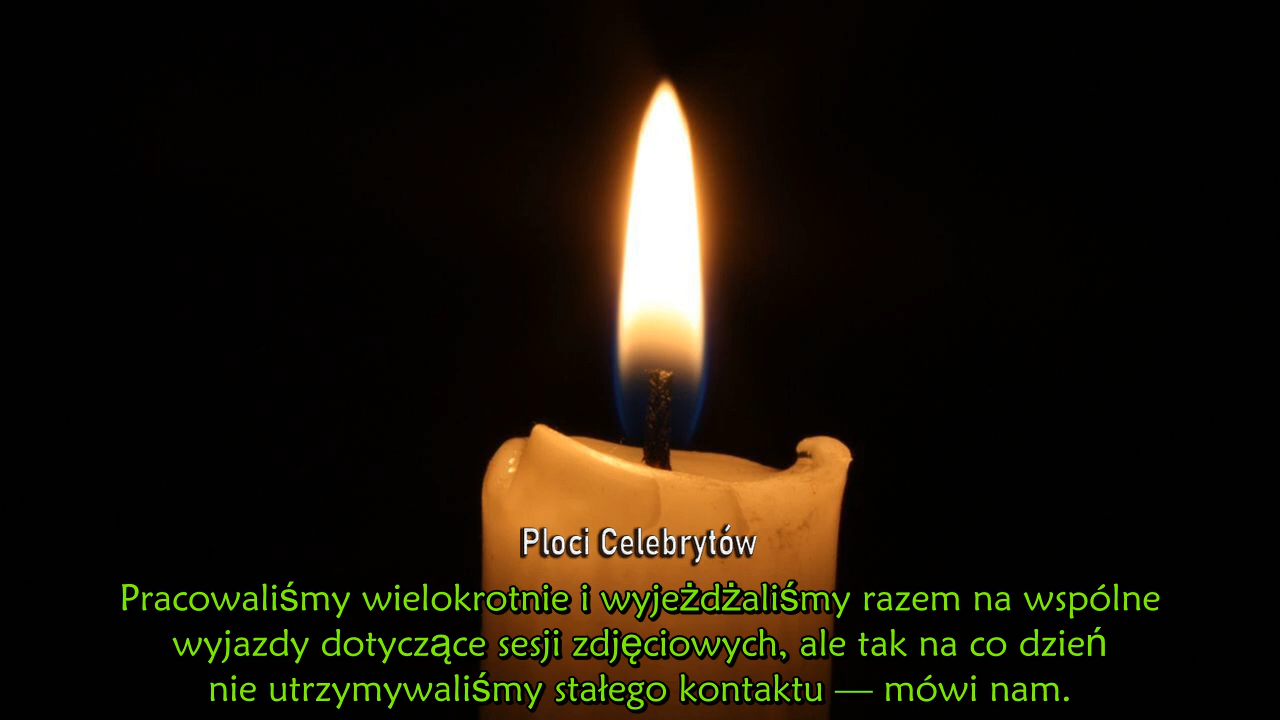 Ploci Celebrytów
Pracowaliśmy wielokrotnie i wyjeżdżaliśmy razem na wspólne
wyjazdy dotyczące sesji zdjęciowych, ale tak na co dzień
nie utrzymywaliśmy stałego kontaktu — mówi nam.